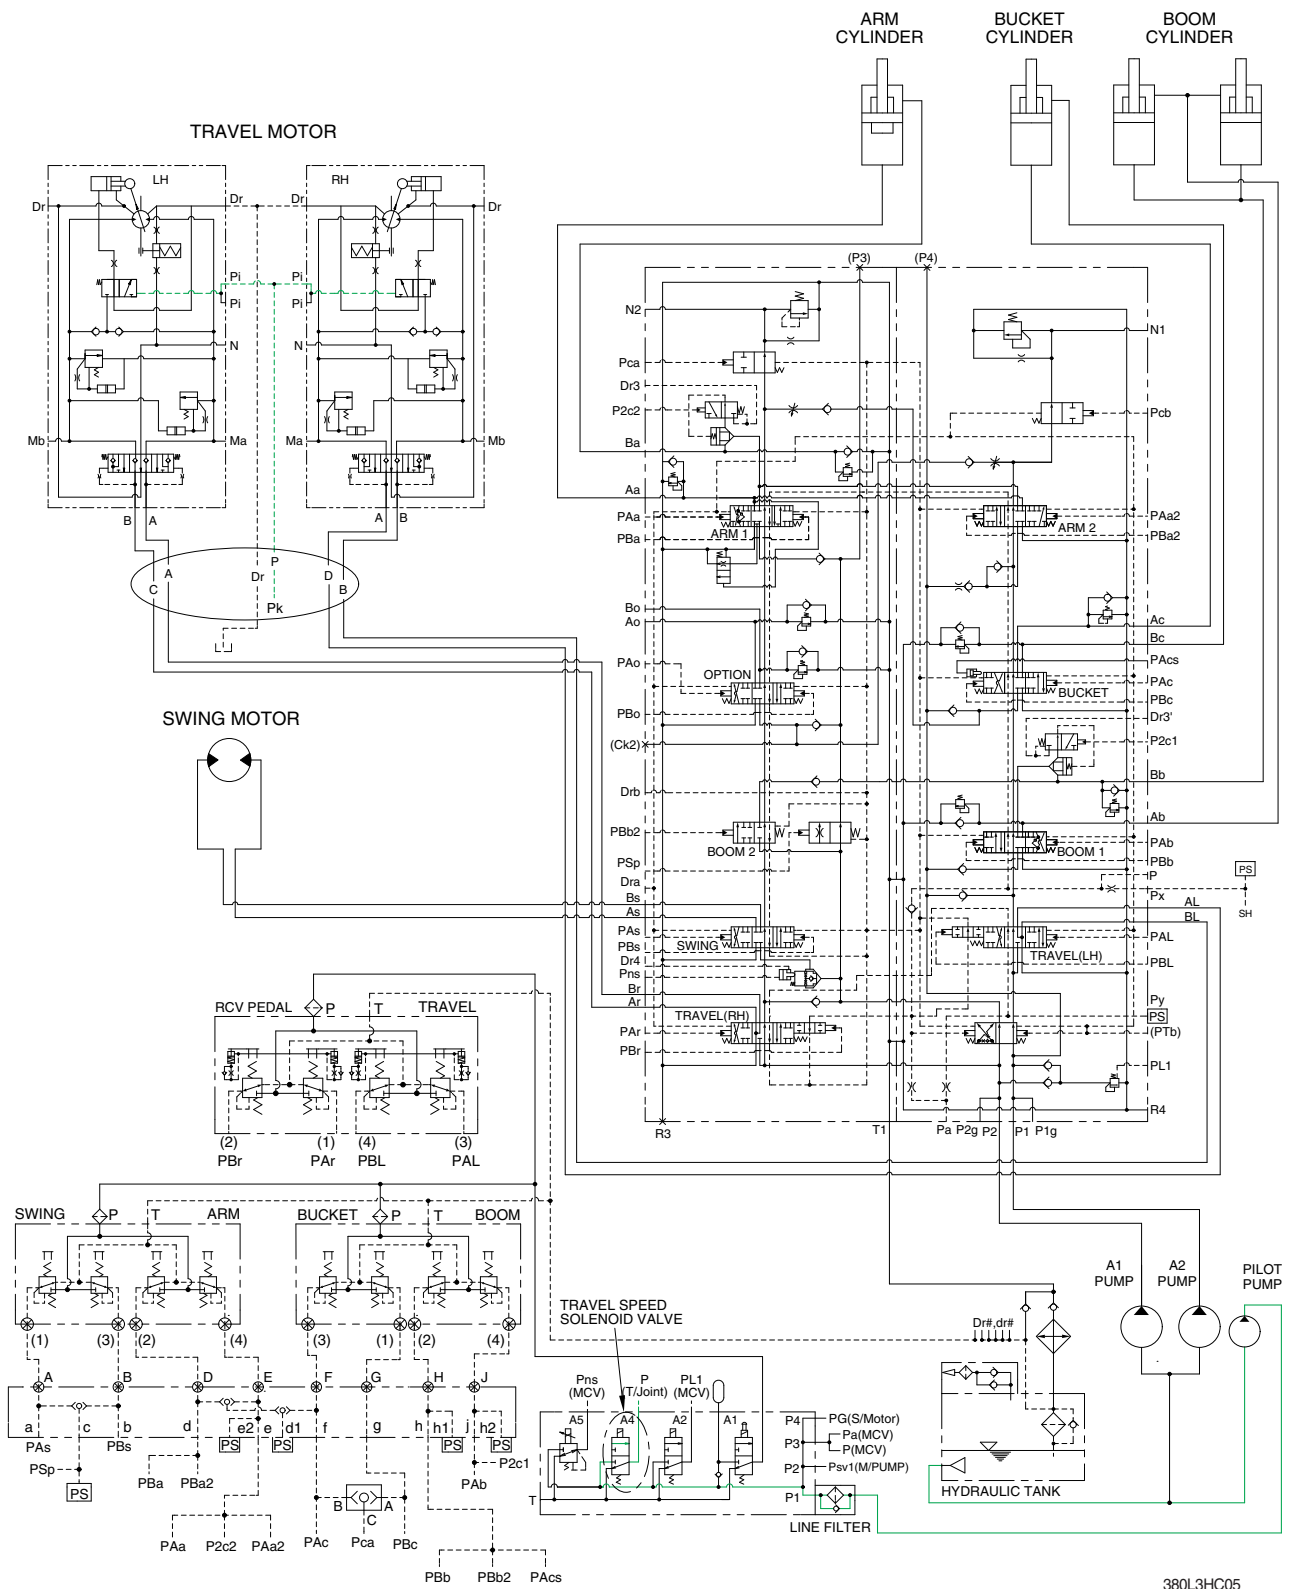 ARM
CYLINDER
BUCKET
CYLINDER
BOOM
CYLINDER
TRAVEL MOTOR
LH
RH
Dr
Dr
Dr
Dr
Pi
Pi
Pi
Pi
N
N
Mb
Ma
Ma
Mb
B
A
A
B
P
A
Dr
D
C
B
Pk
SWING MOTOR
(P3)
(P4)
N2
Pca
Dr3
P2c2
Ba
Aa
PAa
ARM 1
PBa
Bo
Ao
PAo
OPTION
PBo
(Ck2)
Drb
PBb2
BOOM 2
PSp
Dra
Bs
As
PAs
PBs
SWING
Dr4
Pns
Br
Ar
TRAVEL(RH)
PAr
PBr
R3
T1
Pa
P2g
P2
P1
P1g
N1
Pcb
PAa2
ARM 2
PBa2
Ac
Bc
PAcs
PAc
BUCKET
PBc
Dr3'
P2c1
Bb
Ab
PAb
BOOM 1
PBb
P
PS
Px
SH
AL
BL
PAL
TRAVEL(LH)
PBL
Py
PS
(PTb)
PL1
R4
RCV PEDAL
P
T
TRAVEL
(2)
(1)
(4)
(3)
PBr
PAr
PBL
PAL
SWING
P
T
ARM
BUCKET
P
T
BOOM
(1)
(3)
(2)
(4)
(3)
(1)
(2)
(4)
A
B
D
E
F
G
H
J
a
c
b
d
e2
e
d1
f
g
h
h1
j
h2
PS
PS
PS
PS
PAs
PBs
PSp
PS
PBa
PBa2
P2c1
PAb
B
A
C
PAa
P2c2
PAa2
PAc
Pca
PBc
PBb
PBb2
PAcs
TRAVEL SPEED
SOLENOID VALVE
Pns
(MCV)
P
(T/Joint)
PL1
(MCV)
A5
A4
A2
A1
P4
P3
P2
P1
T
PG(S/Motor)
Pa(MCV)
P(MCV)
Psv1(M/PUMP)
LINE FILTER
Dr#,dr#
HYDRAULIC TANK
A1
PUMP
A2
PUMP
PILOT
PUMP
380L3HC05